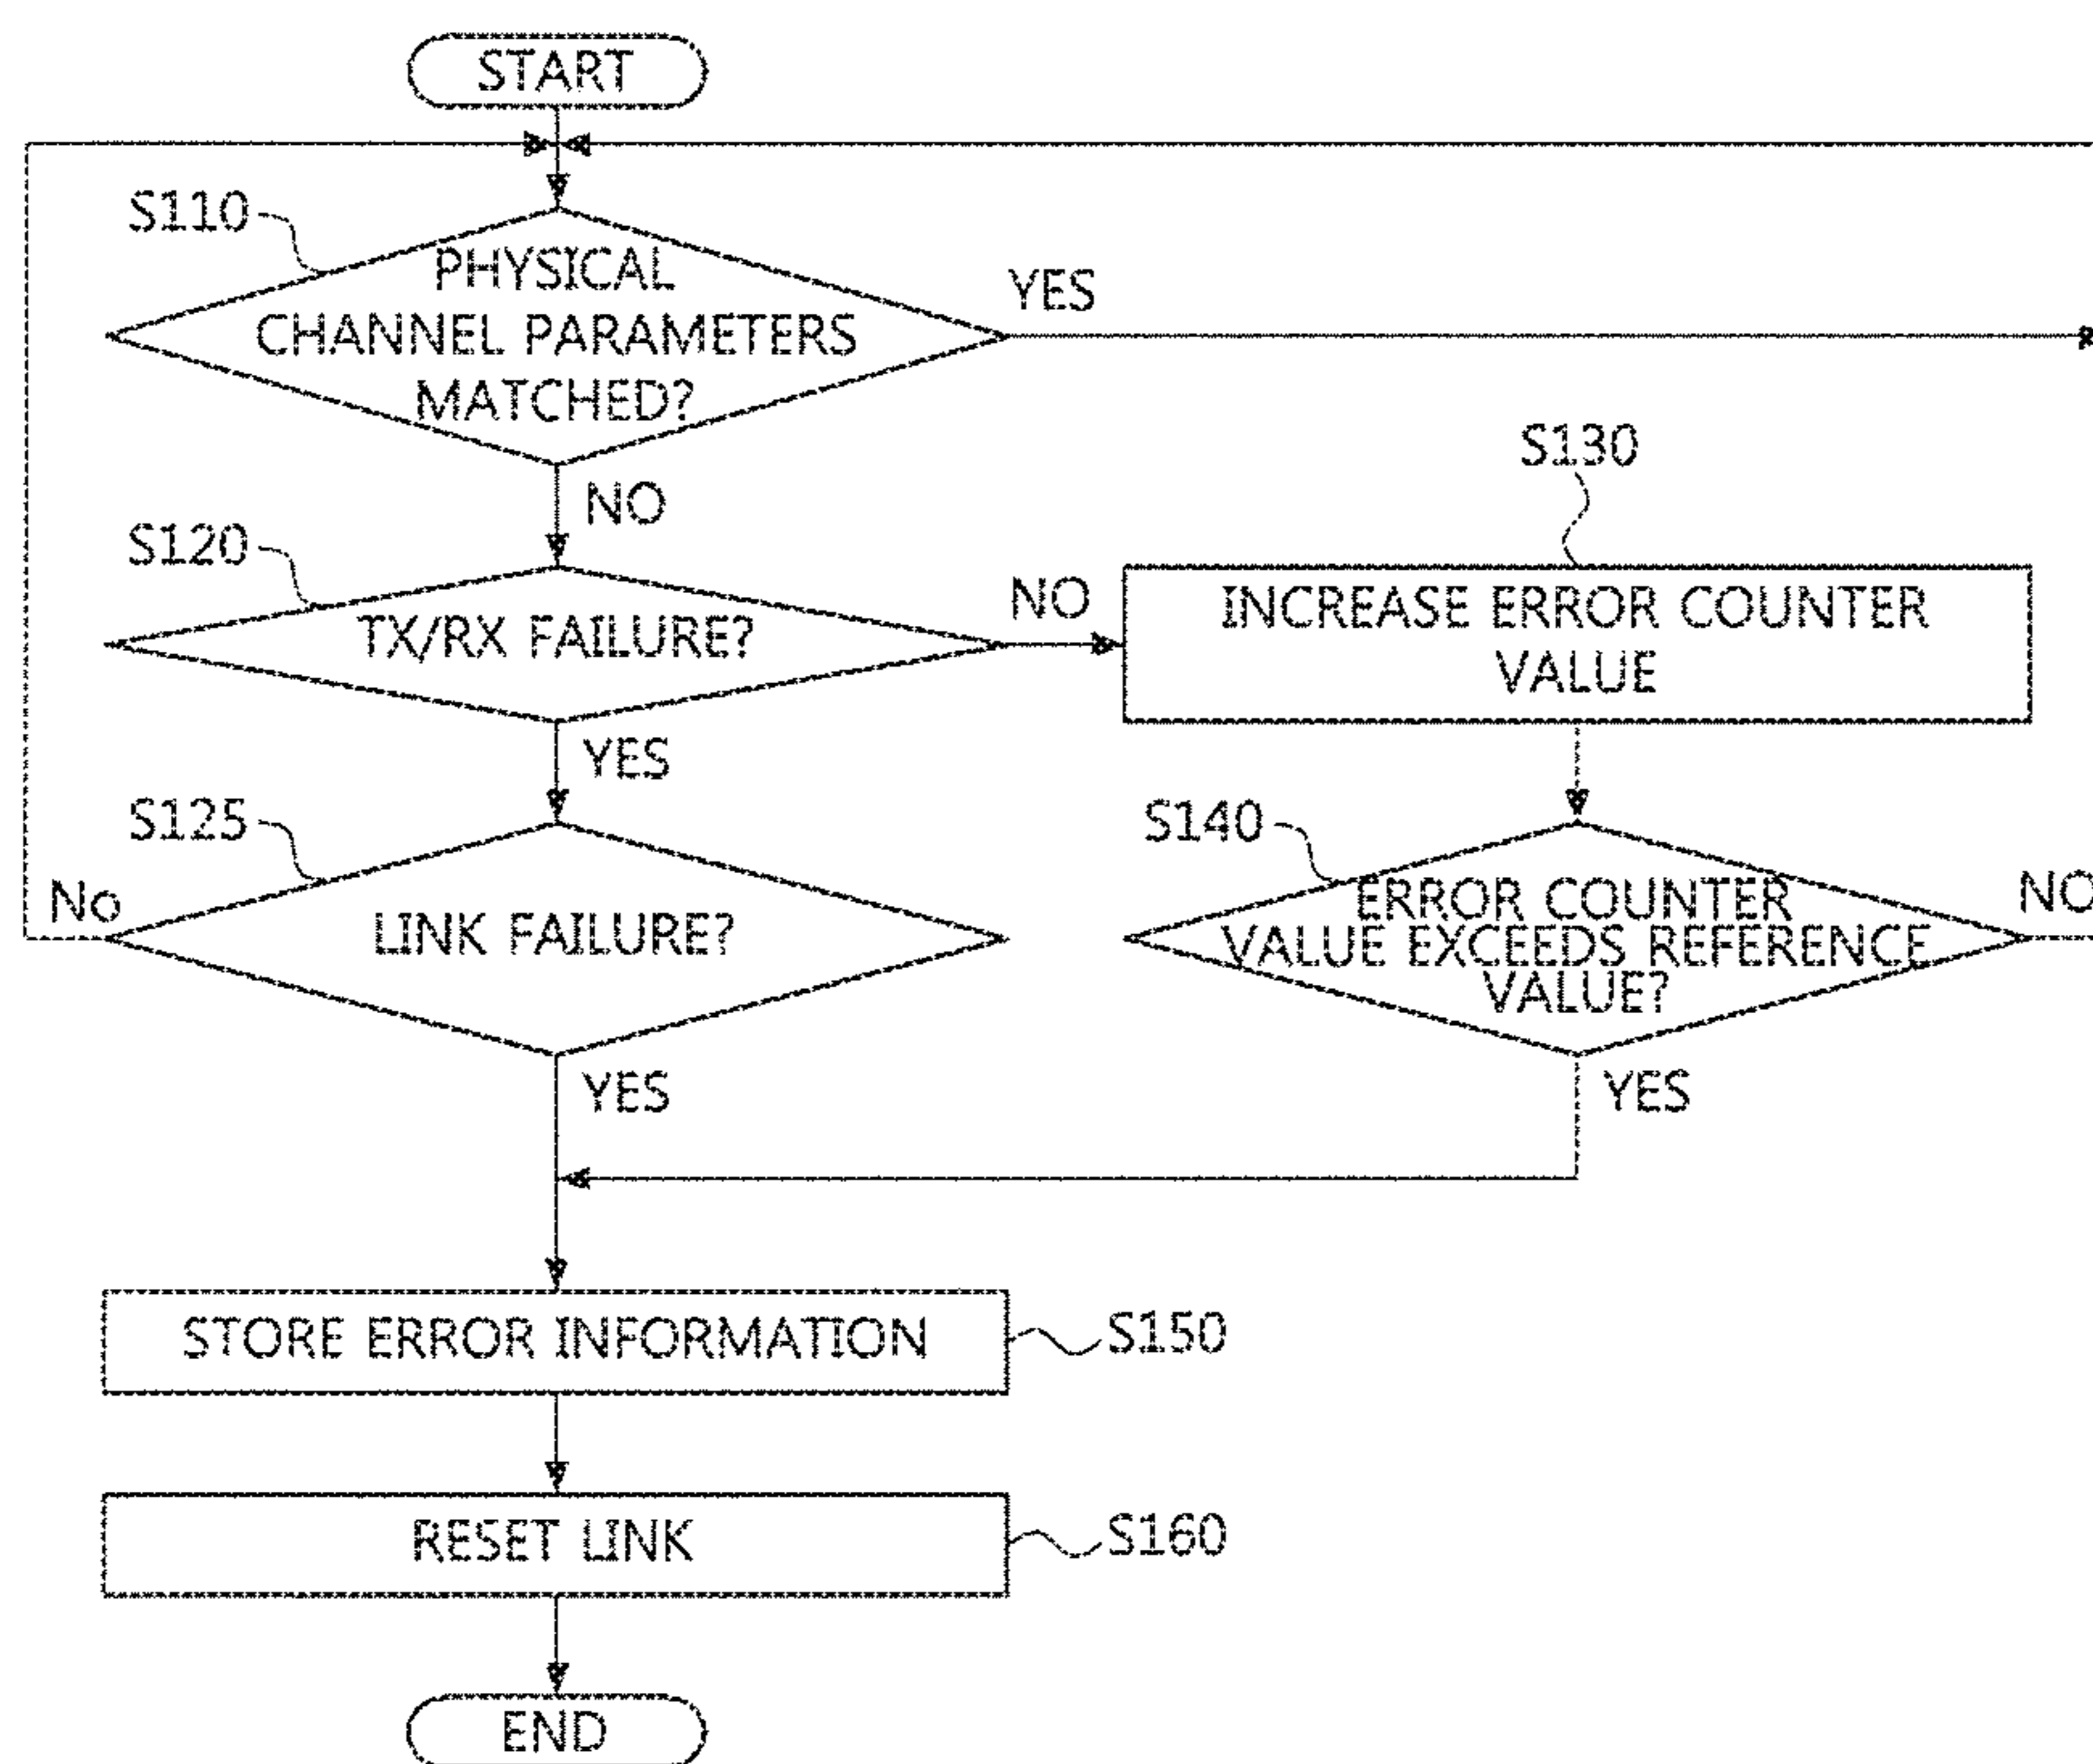 START
S110
PHYSICAL
CHANNEL PARAMETERS
MATCHED?
YES
NO
S120
TX/RX FAILURE?
NO
YES
S130
INCREASE ERROR COUNTER
VALUE
S125
LINK FAILURE?
No
YES
S140
ERROR COUNTER
VALUE EXCEEDS REFERENCE
VALUE?
NO
YES
STORE ERROR INFORMATION
S150
RESET LINK
S160
END